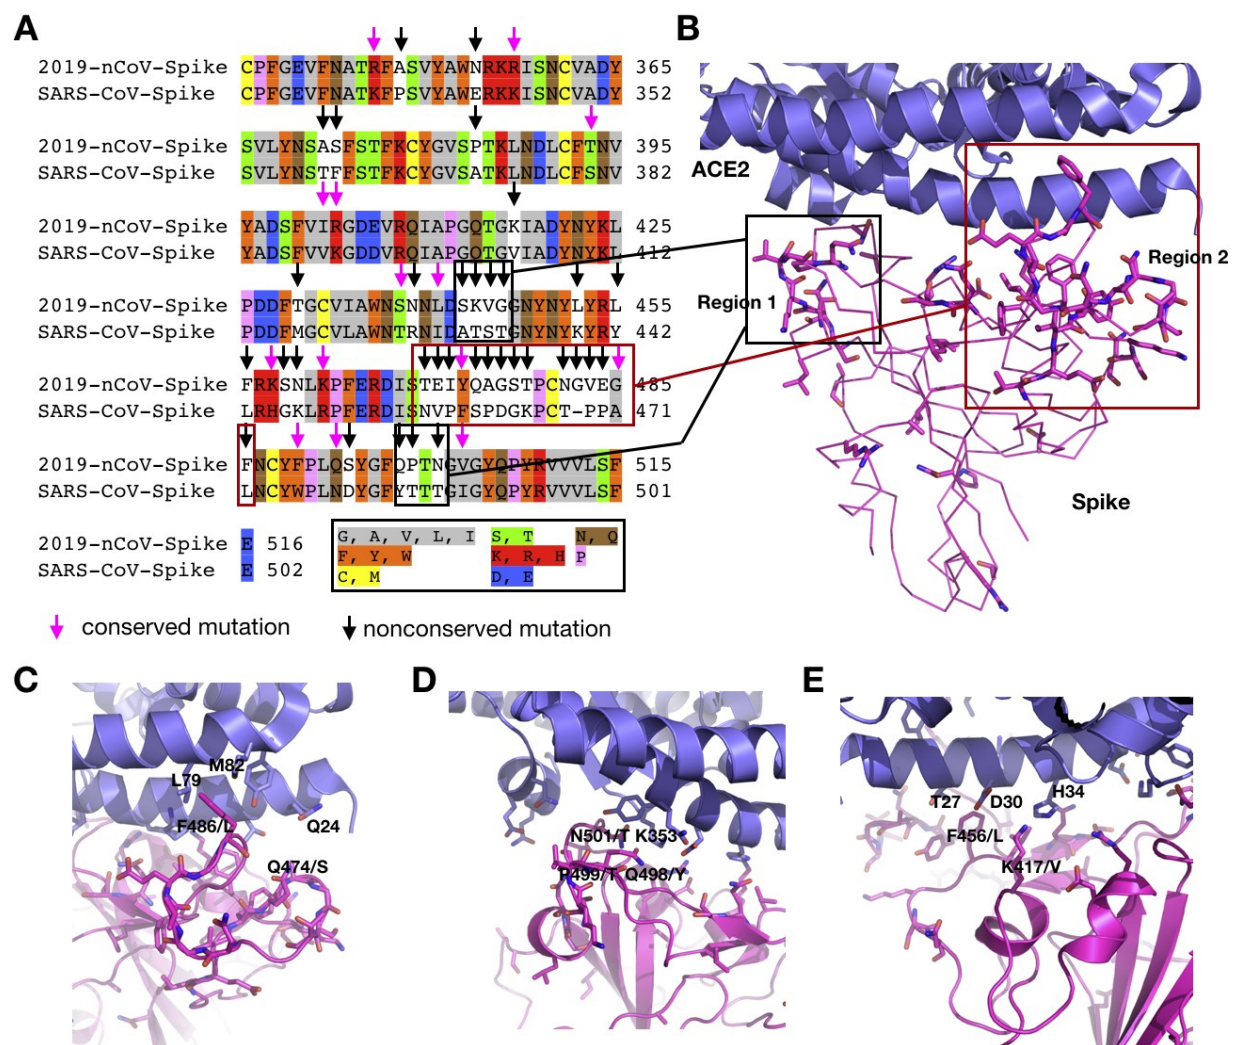 A
B
2019-nCoV-Spike CPFGEVFNATRFASVYAWNRKRISNCVADY 365
SARS-CoV-Spike CPFGEVFNATKFPSVYAWERKKISNCVADY 352
2019-nCoV-Spike SVLYNSASFSTFKCYGVSPTKLNDLCFTNV 395
SARS-CoV-Spike SVLYNSTFFSTFKCYGVSATKLNDLCFSNV 382
2019-nCoV-Spike YADSFVIRGDEVRQIAPGQTGKIADYNYKL 425
SARS-CoV-Spike YADSFVVKGDDVRQIAPGQTGVIADYNYKL 412
2019-nCoV-Spike PDDFTGCVIAWNSNNLDSKVGGNYNYLYRL 455
SARS-CoV-Spike PDDFMGCVLAWNTRNIDATSTGNYNYKYRY 442
2019-nCoV-Spike FRKSNLKPFERDISTEIYQAGSTPCNGVEG 485
SARS-CoV-Spike LRHGKLRPFERDISNVPFSPDGKPCT-PPA 471
2019-nCoV-Spike FNCYFPLQSYGFQPTNGVGYQPYRVVVLSF 515
SARS-CoV-Spike LNCYWPLNDYGFYTTTGIGYQPYRVVVLSF 501
2019-nCoV-Spike E 516
SARS-CoV-Spike E 502
G, A, V, L, I S, T N, Q
F, Y, W K, R, H P
C, M D, E
conserved mutation nonconserved mutation
ACE2
Region 1
Region 2
Spike
C
L79
M82
F486/L
Q24
Q474/S
D
N501/T K353
P499/T Q498/Y
E
T27
D30
H34
F456/L
K417/V